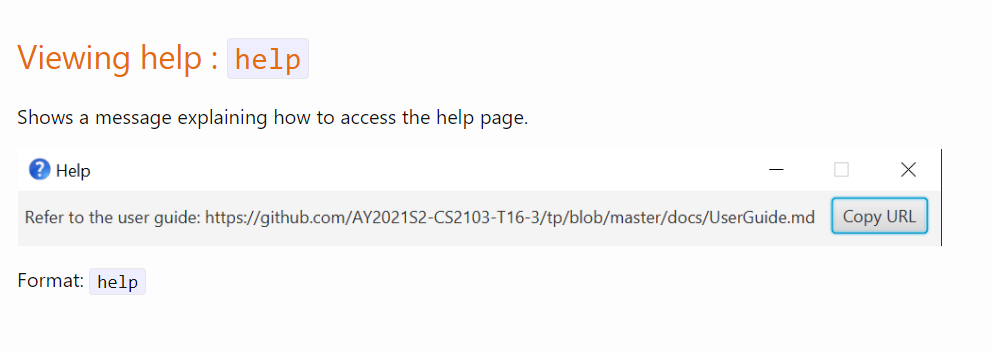 Viewing help : help
Shows a message explaining how to access the help page.
Help
Refer to the user guide: https://github.com/AY2021S2-CS2103-T16-3/tp/blob/master/docs/UserGuide.md Copy URL
Format: help